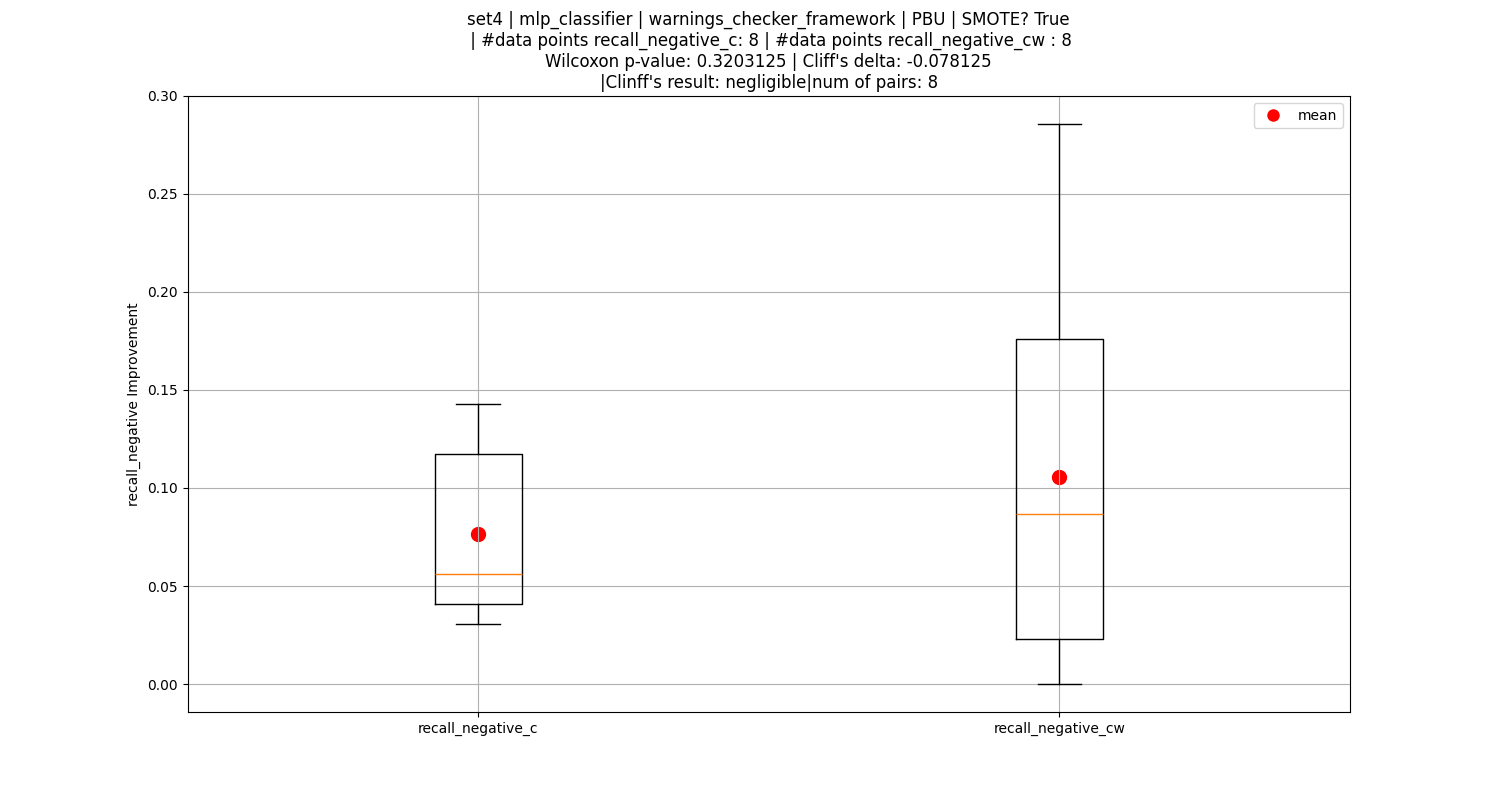 set4 | mlp_classifier | warnings_checker_framework | PBU | SMOTE? True
| #data points recall_negative_c: 8 | #data points recall_negative_cw : 8
Wilcoxon p-value: 0.3203125 | Cliff's delta: -0.078125
|Clinff's result: negligible|num of pairs: 8
mean
0.30
0.25
0.20
0.15
0.10
0.05
0.00
recall_negative Improvement
recall_negative_c
recall_negative_cw